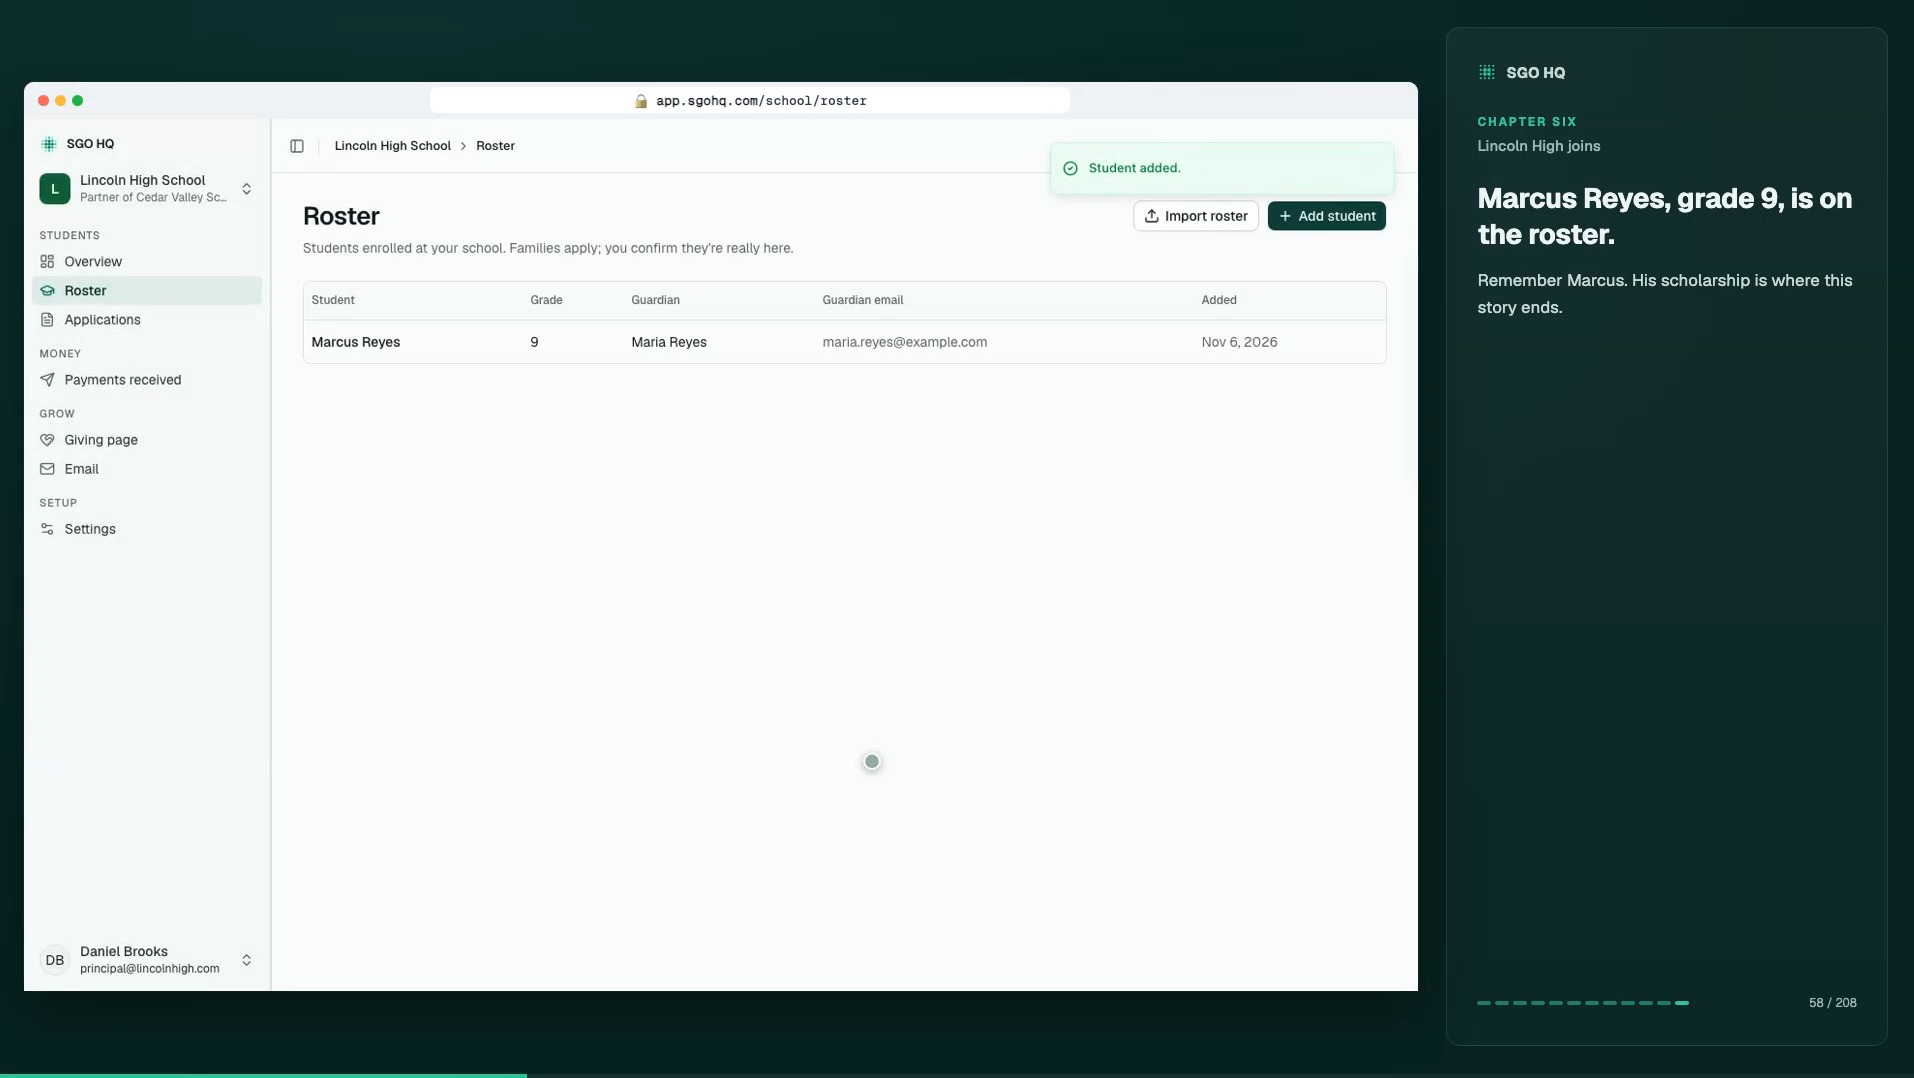 app.sgohq.com/school/roster
SGO HQ
L
Lincoln High School
Partner of Cedar Valley Sc...
STUDENTS
Overview
Roster
Applications
MONEY
Payments received
GROW
Giving page
Email
SETUP
Settings
DB
Daniel Brooks
principal@lincolnhigh.com
Lincoln High School > Roster
Student added.
Roster
Import roster
+ Add student
Students enrolled at your school. Families apply; you confirm they're really here.
Student Grade Guardian Guardian email Added
Marcus Reyes 9 Maria Reyes maria.reyes@example.com Nov 6, 2026
SGO HQ
CHAPTER SIX
Lincoln High joins
Marcus Reyes, grade 9, is on
the roster.
Remember Marcus. His scholarship is where this
story ends.
58 / 208